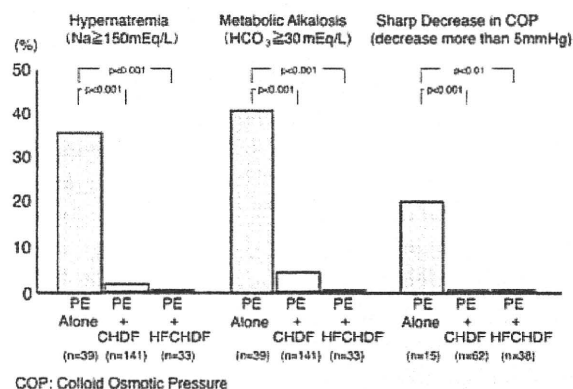 Hypernatremia Metabolic Alkalosis Sharp Decrease in COP
(%) (Na≧150mEq/L) (HCO3≧30mEq/L) (decrease more than 5mmHg)
50
p<0.001 p<0.001 p<0.01
p<0.001 p<0.001 p<0.001
40
30
20
10
0
PE PE PE PE PE PE PE PE PE
Alone + + Alone + + Alone + +
CHDF HFCHDF CHDF HFCHDF CHDF HFCHDF
(n=39) (n=141) (n=33) (n=39) (n=141) (n=33) (n=15) (n=62) (n=38)
COP: Colloid Osmotic Pressure